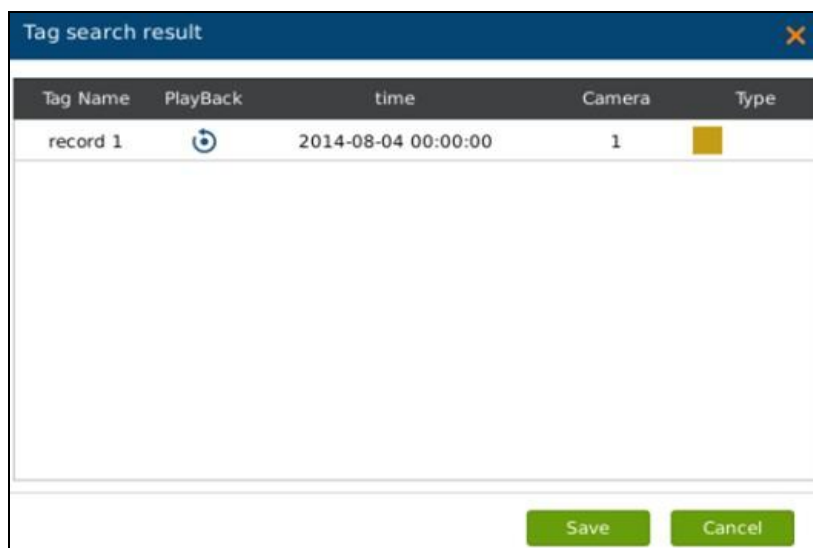 Tag search result
Tag Name PlayBack time Camera Type
record 1 2014-08-04 00:00:00 1
Save Cancel